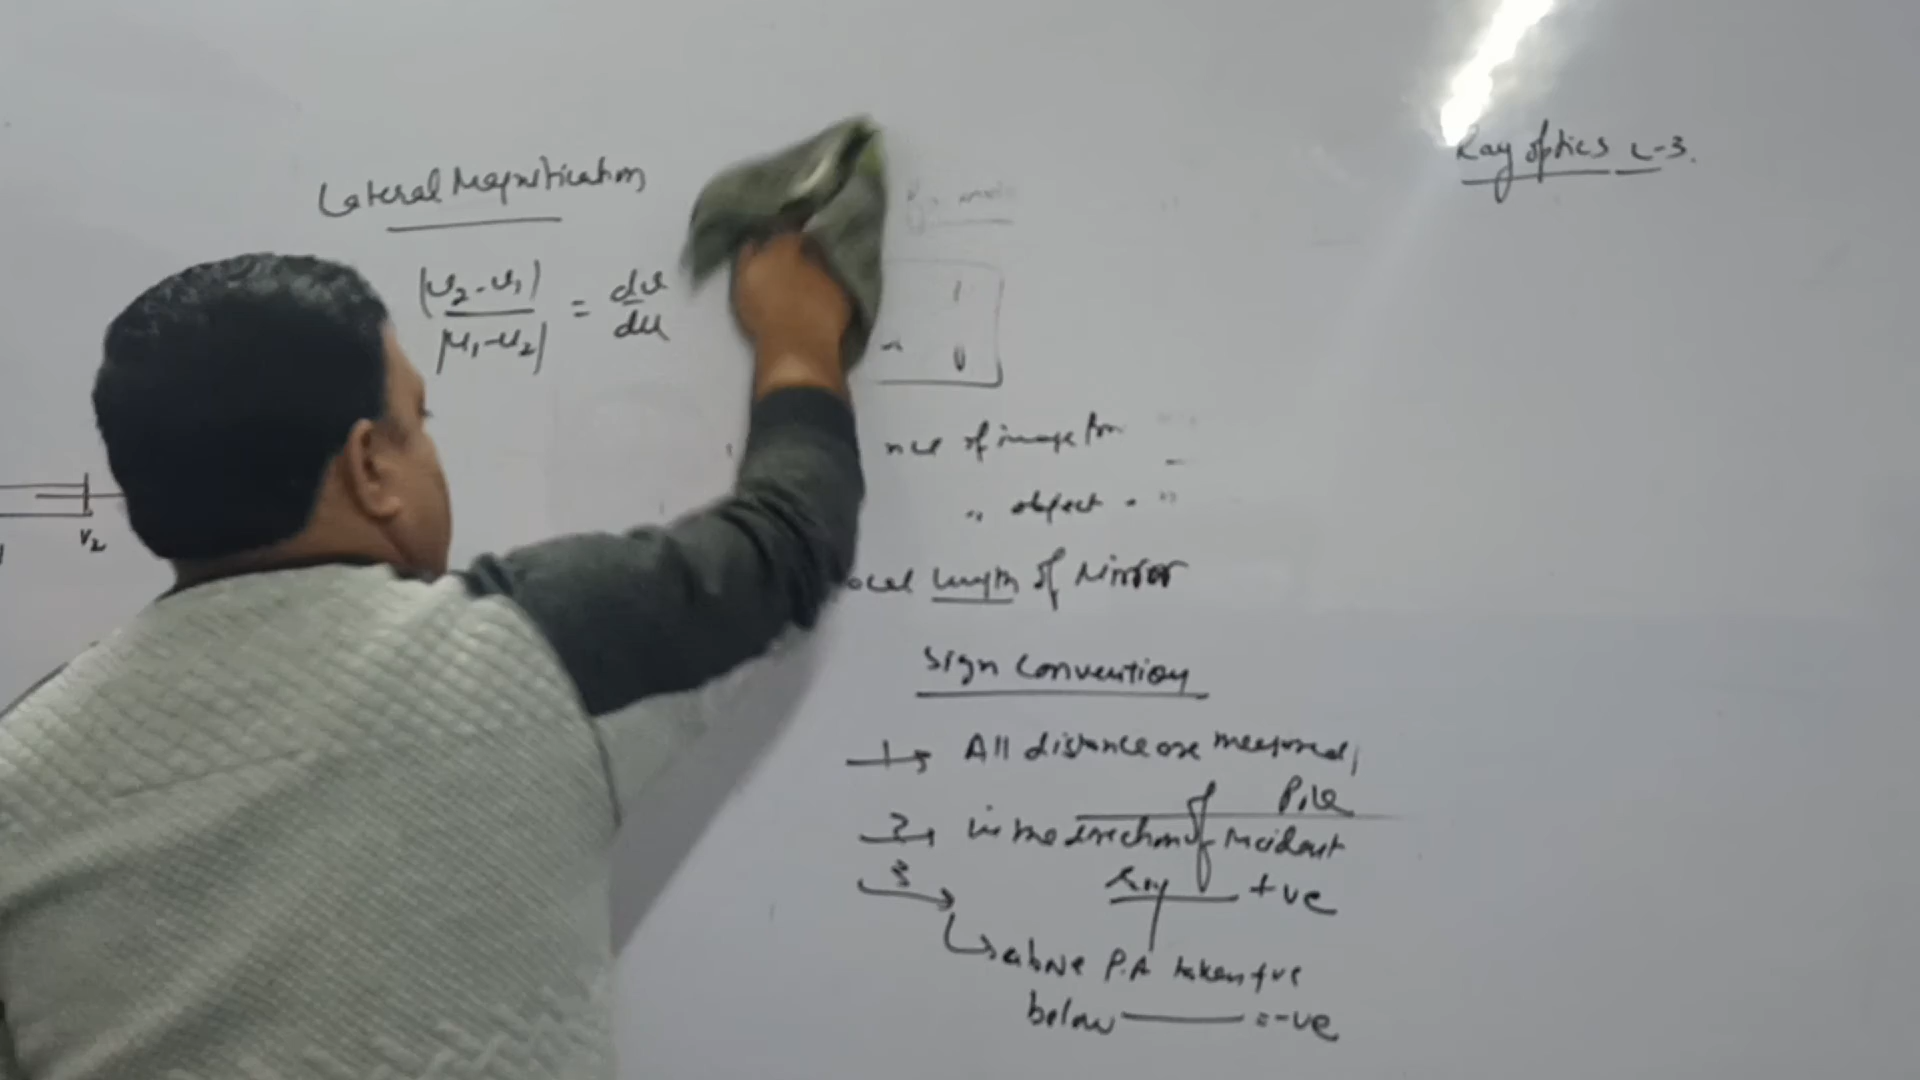 Ray optics L-3.
Lateral Magnification
|v2 - v1|
|u1 - u2|
= dv
du
of image from
" object " "
length of Mirror
Sign convention
1 → All distance are measured,
of Pole
2 in the direction of incident
Ray +ve
3
above P.A taken +ve
below = -ve
V2